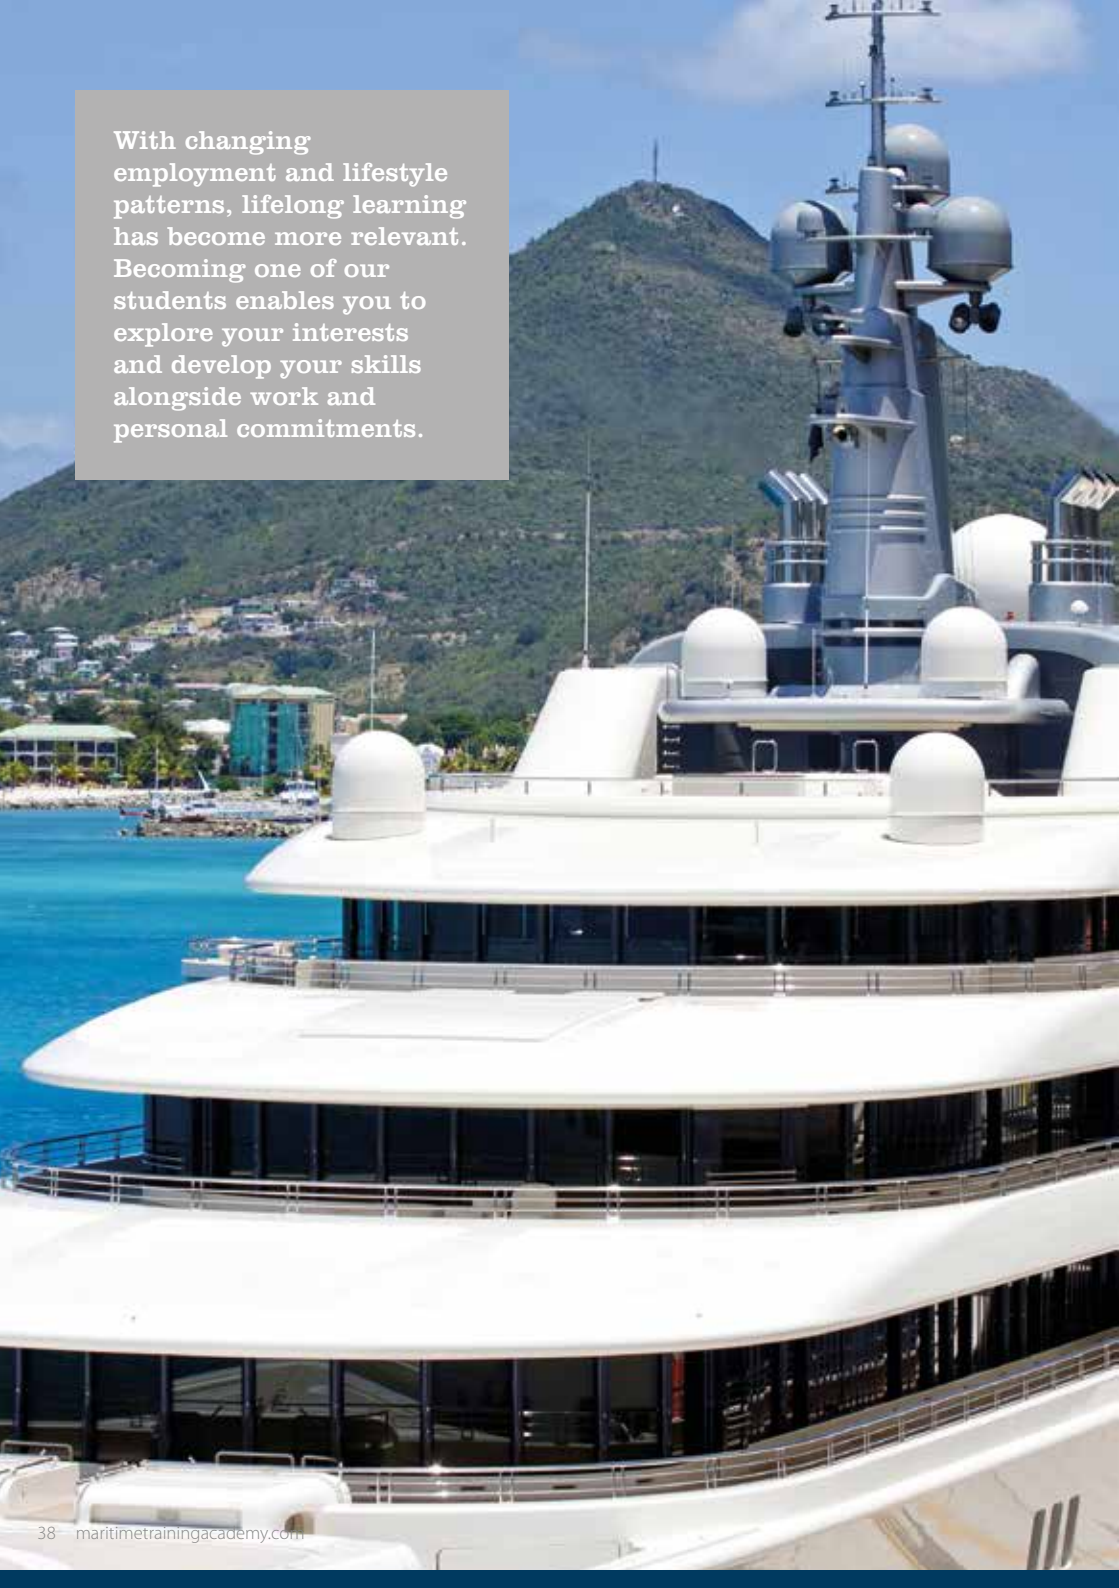 With changing
employment and lifestyle
patterns, lifelong learning
has become more relevant.
Becoming one of our
students enables you to
explore your interests
and develop your skills
alongside work and
personal commitments.
38 maritimetrainingacademy.com